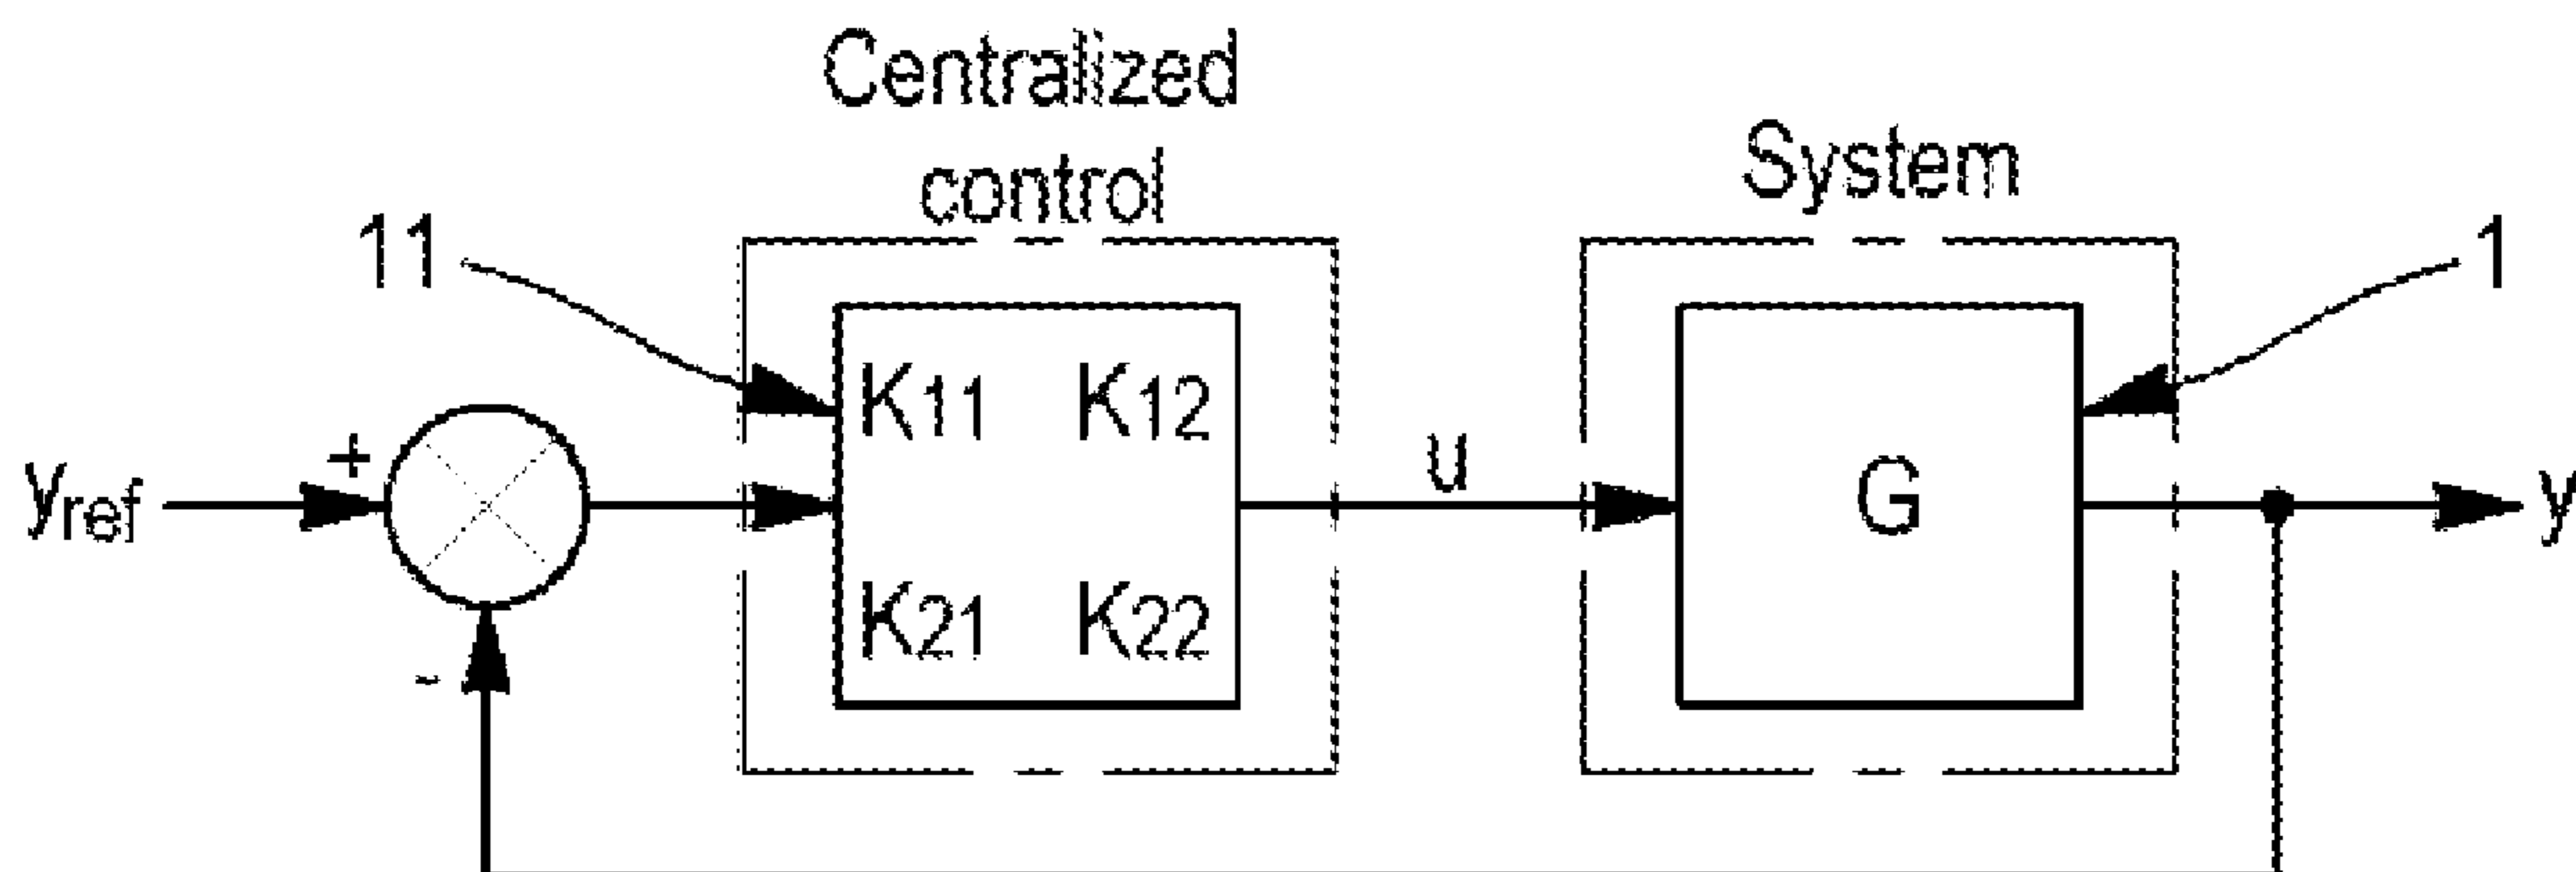 Centralized
control
System
11
1
K11 K12
+
yref
u
G
y
K21 K22
-